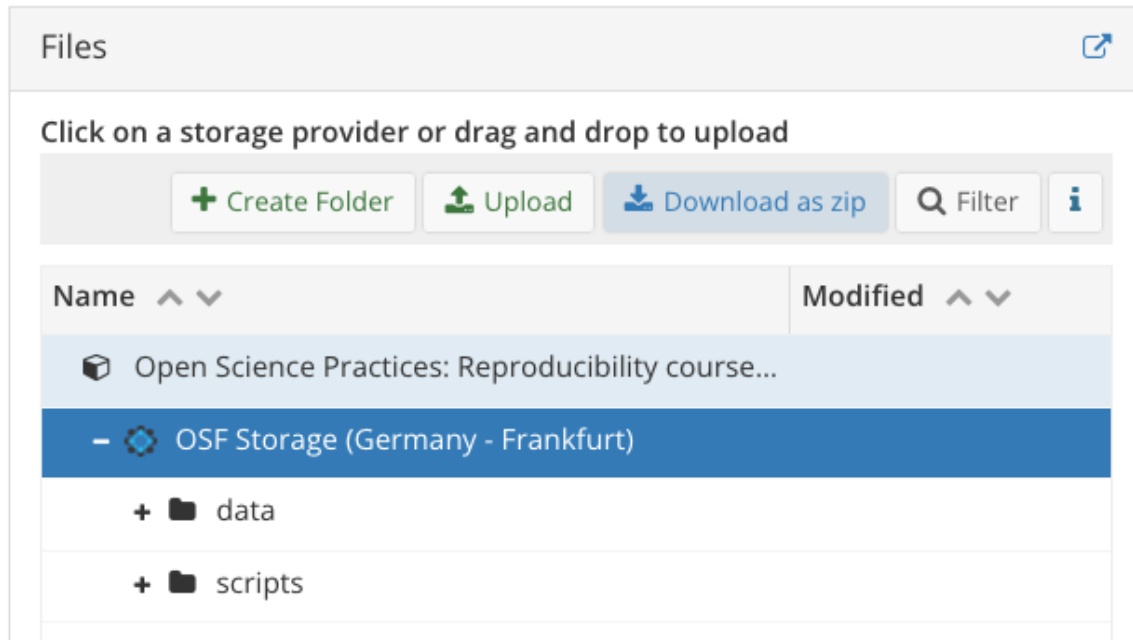 Files
Click on a storage provider or drag and drop to upload
Create Folder Upload Download as zip Filter i
Name Modified
Open Science Practices: Reproducibility course...
OSF Storage (Germany - Frankfurt)
data
scripts